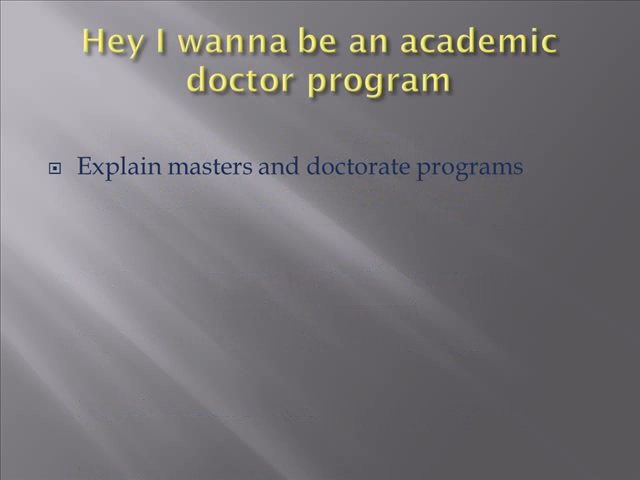 Hey I wanna be an academic
doctor program
Explain masters and doctorate programs